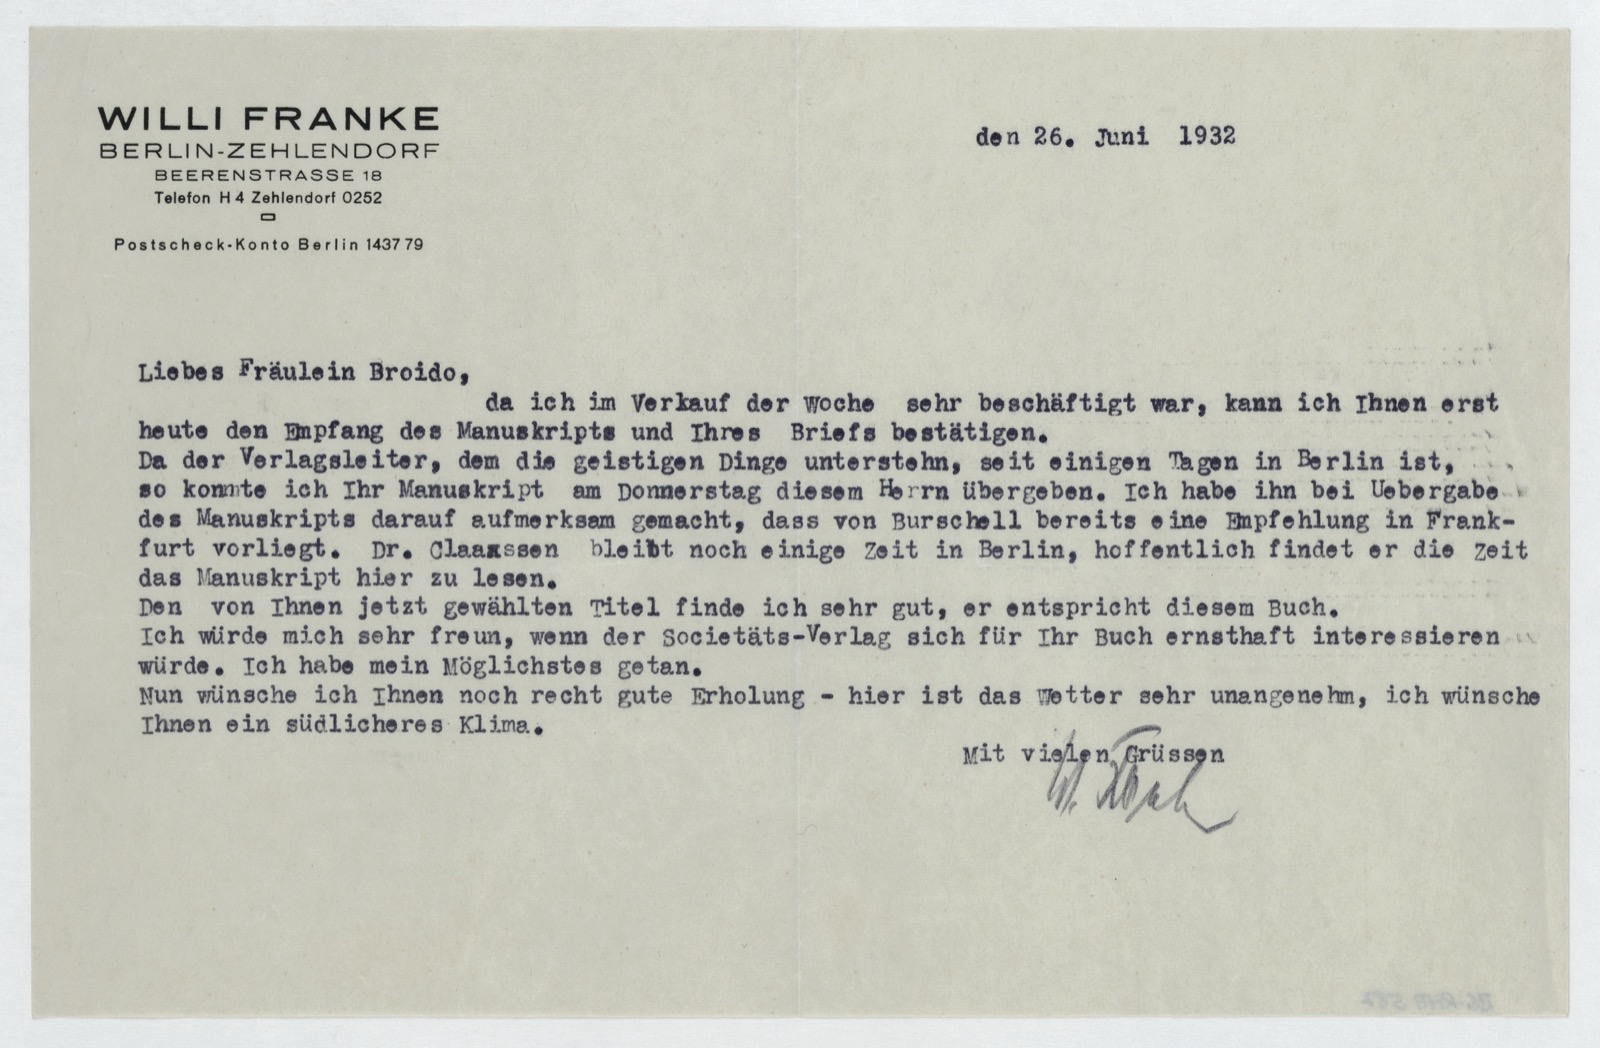 WILLI FRANKE
BERLIN-ZEHLENDORF
BEERENSTRASSE 18
Telefon H 4 Zehlendorf 0252
Postscheck-Konto Berlin 1437 79
den 26. Juni 1932
Liebes Fräulein Broido,
da ich im Verkauf der Woche sehr beschäftigt war, kann ich Ihnen erst
heute den Empfang des Manuskripts und Ihres Briefs bestätigen.
Da der Verlagsleiter, dem die geistigen Dinge unterstehn, seit einigen Tagen in Berlin ist,
so konnte ich Ihr Manuskript am Donnerstag diesem Herrn übergeben. Ich habe ihn bei Uebergabe
des Manuskripts darauf aufmerksam gemacht, dass von Burschell bereits eine Empfehlung in Frank-
furt vorliegt. Dr. Claassen bleibt noch einige Zeit in Berlin, hoffentlich findet er die Zeit
das Manuskript hier zu lesen.
Den von Ihnen jetzt gewählten Titel finde ich sehr gut, er entspricht diesem Buch.
Ich würde mich sehr freun, wenn der Societäts-Verlag sich für Ihr Buch ernsthaft interessieren
würde. Ich habe mein Möglichstes getan.
Nun wünsche ich Ihnen noch recht gute Erholung - hier ist das Wetter sehr unangenehm, ich wünsche
Ihnen ein südlicheres Klima.
Mit vielen Grüssen